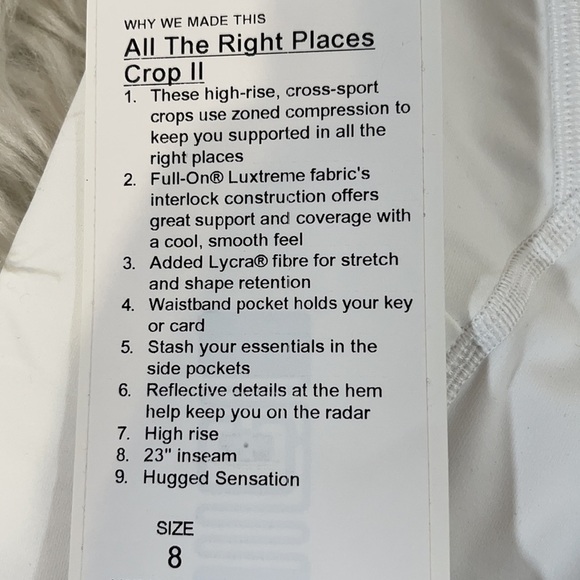 WHY WE MADE THIS
All The Right Places
Crop II
1. These high-rise, cross-sport
crops use zoned compression to
keep you supported in all the
right places
2. Full-On® Luxtreme fabric's
interlock construction offers
great support and coverage with
a cool, smooth feel
3. Added Lycra® fibre for stretch
and shape retention
4. Waistband pocket holds your key
or card
5. Stash your essentials in the
side pockets
6. Reflective details at the hem
help keep you on the radar
7. High rise
8. 23" inseam
9. Hugged Sensation
SIZE
8